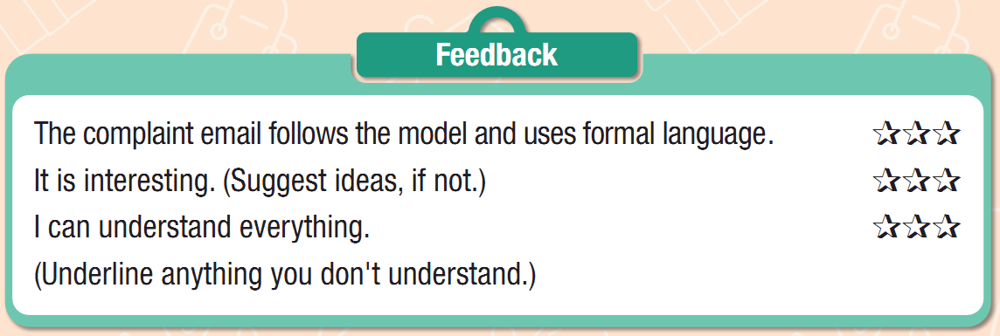 Feedback
The complaint email follows the model and uses formal language. ☆☆☆
It is interesting. (Suggest ideas, if not.) ☆☆☆
I can understand everything. ☆☆☆
(Underline anything you don't understand.)